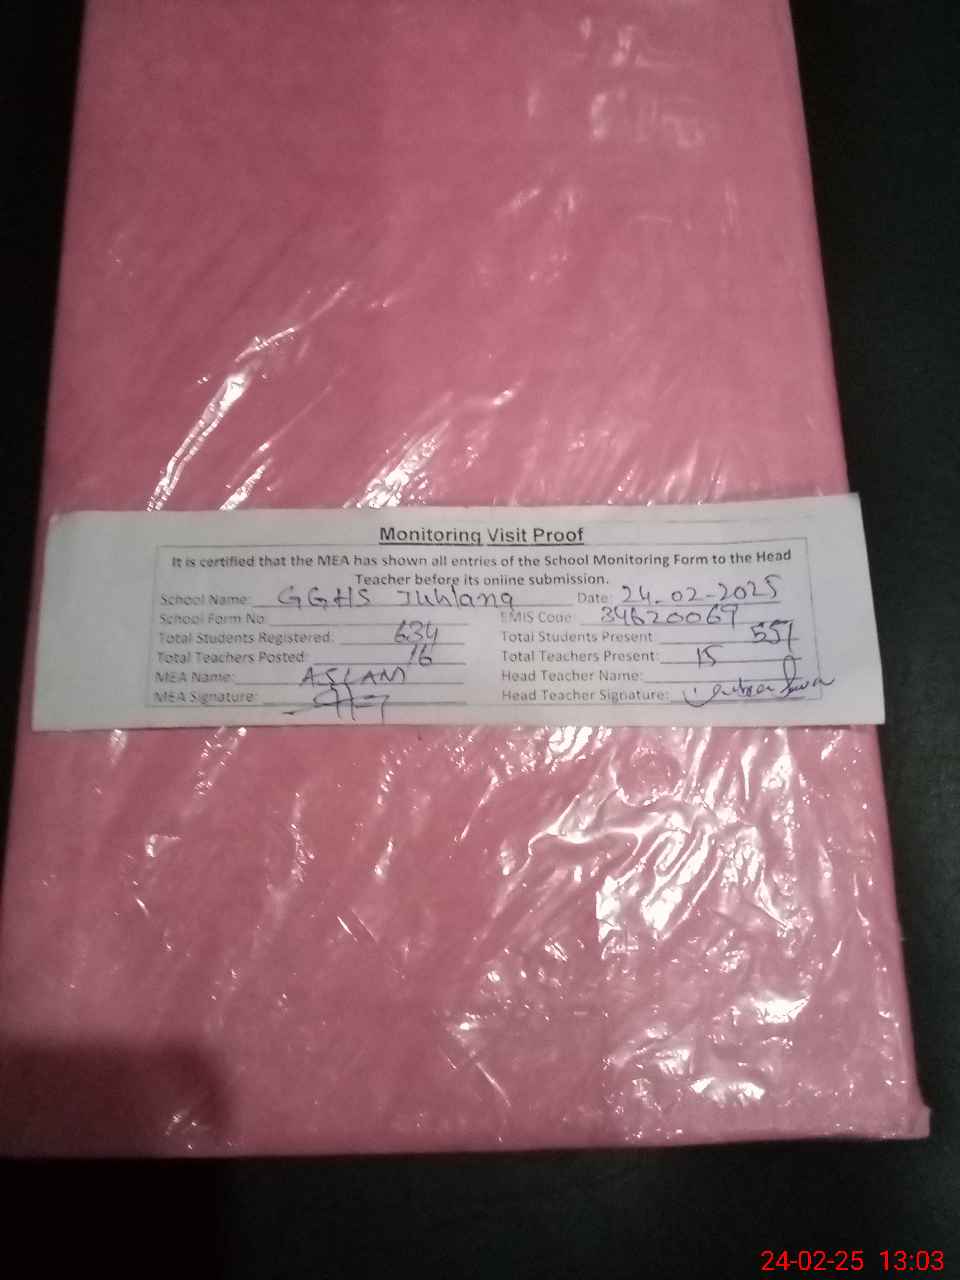 Monitoring Visit Proof
It is certified that the MEA has shown all entries of the School Monitoring Form to the Head
Teacher before its online submission.
School Name: GGHS Juhlang Date: 24.02-2025
School Form No. EMIS Code: 34620069
Total Students Registered: 634 Total Students Present 551
Total Teachers Posted: 16 Total Teachers Present: 15
MEA Name: ASLAM Head Teacher Name:
MEA Signature: Head Teacher Signature:
24-02-25 13:03